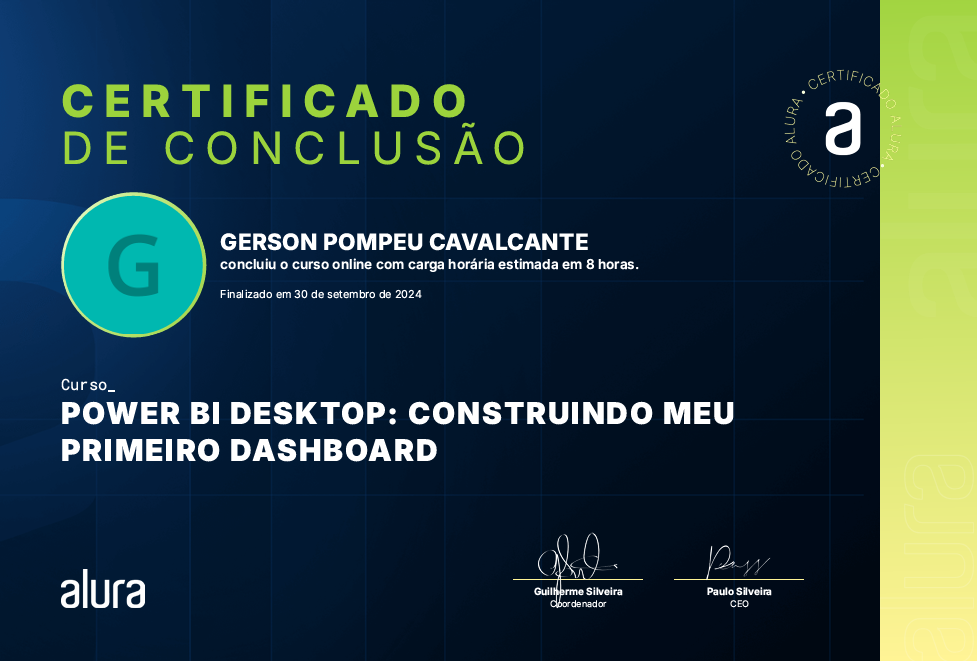 CERTIFICADO
DE CONCLUSÃO
• CERTIFICADO ALURA • CERTIFICADO ALURA
a
G
GERSON POMPEU CAVALCANTE
concluiu o curso online com carga horária estimada em 8 horas.
Finalizado em 30 de setembro de 2024
Curso_
POWER BI DESKTOP: CONSTRUINDO MEU
PRIMEIRO DASHBOARD
alura
Guilherme Silveira
Coordenador
Paulo Silveira
CEO
alura
alura